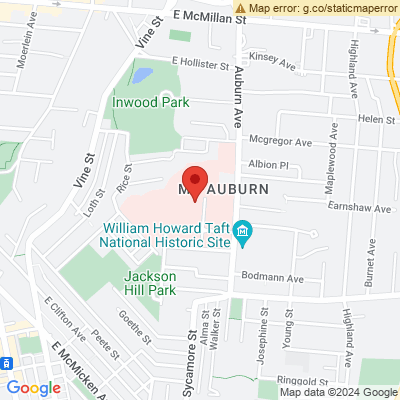 Map error: g.co/staticmaperror
E McMillan St
Moerlein Ave
Vine St
Kinsey Ave
E Hollister St
Highland Ave
Auburn Ave
Inwood Park
Helen St
Mcgregor Ave
Maplewood Ave
Albion Pl
Vine St
Rice St
Loth St
AUBURN
Earnshaw Ave
William Howard Taft
National Historic Site
Burnet Ave
Jackson
Hill Park
Bodmann Ave
E Clifton Ave
Goethe St
Peete St
E McMicken Ave
Sycamore St
Alma St
Walker St
Josephine St
Young St
Highland Ave
Ringgold St
Google
Map data ©2024 Google